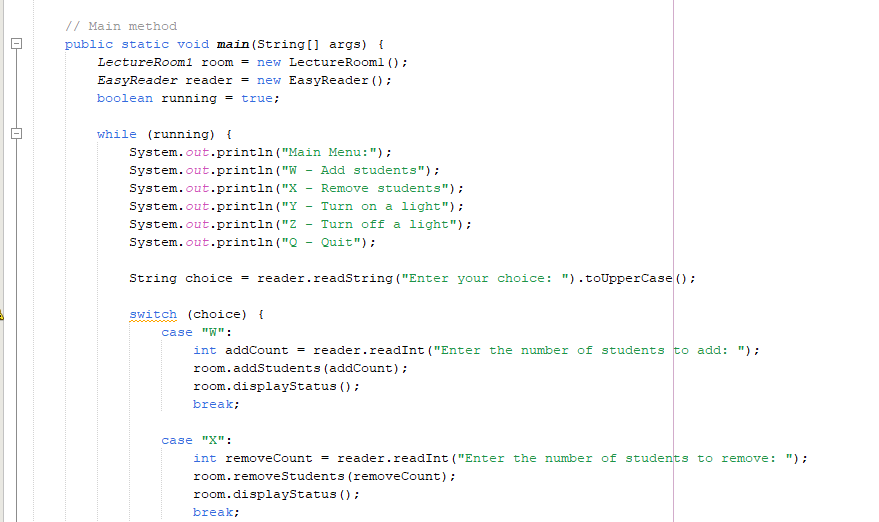 // Main method
public static void main(String[] args) {
LectureRoom1 room = new LectureRoom1();
EasyReader reader = new EasyReader();
boolean running = true;
while (running) {
System.out.println("Main Menu:");
System.out.println("W - Add students");
System.out.println("X - Remove students");
System.out.println("Y - Turn on a light");
System.out.println("Z - Turn off a light");
System.out.println("Q - Quit");
String choice = reader.readString("Enter your choice: ").toUpperCase();
switch (choice) {
case "W":
int addCount = reader.readInt("Enter the number of students to add: ");
room.addStudents(addCount);
room.displayStatus();
break;
case "X":
int removeCount = reader.readInt("Enter the number of students to remove: ");
room.removeStudents(removeCount);
room.displayStatus();
break;